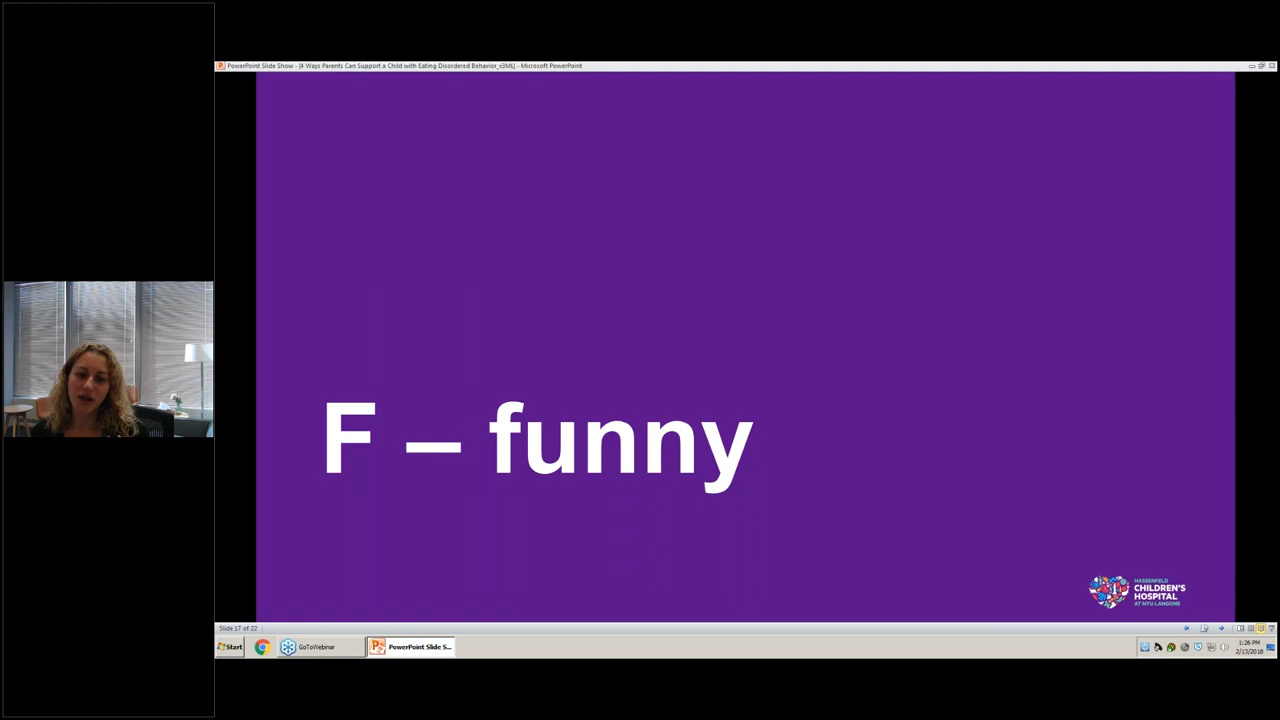 PowerPoint Slide Show - [4 Ways Parents Can Support a Child with Eating Disordered Behavior_v3ML] - Microsoft PowerPoint
F – funny
HASSENFELD
CHILDREN'S
HOSPITAL
AT NYU LANGONE
Slide 17 of 22
Start
GoToWebinar
PowerPoint Slide S...
1:26 PM
2/13/2018